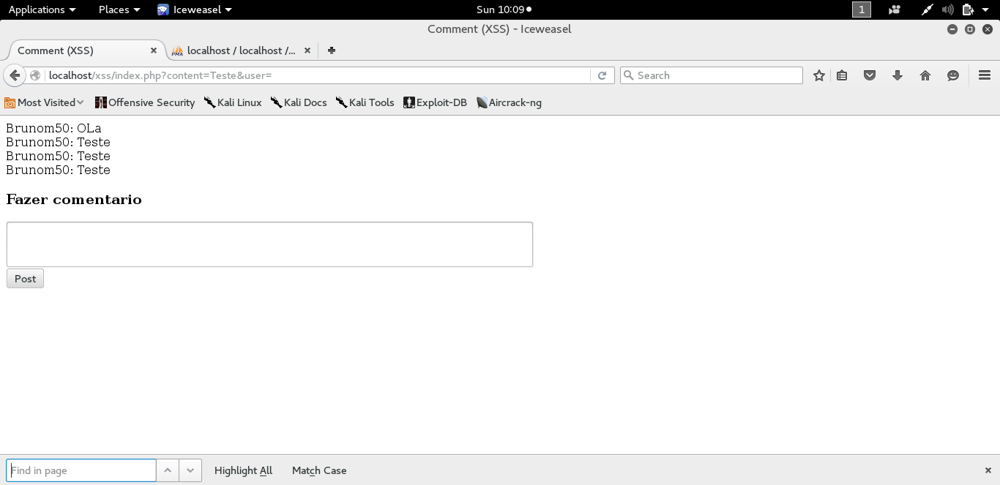 Applications Places Iceweasel Sun 10:09 1
Comment (XSS) - Iceweasel
Comment (XSS) PMA localhost / localhost /...
localhost/xss/index.php?content=Teste&user= Search
Most Visited Offensive Security Kali Linux Kali Docs Kali Tools Exploit-DB Aircrack-ng
Brunom50: OLa
Brunom50: Teste
Brunom50: Teste
Brunom50: Teste
Fazer comentario
Post
Find in page Highlight All Match Case